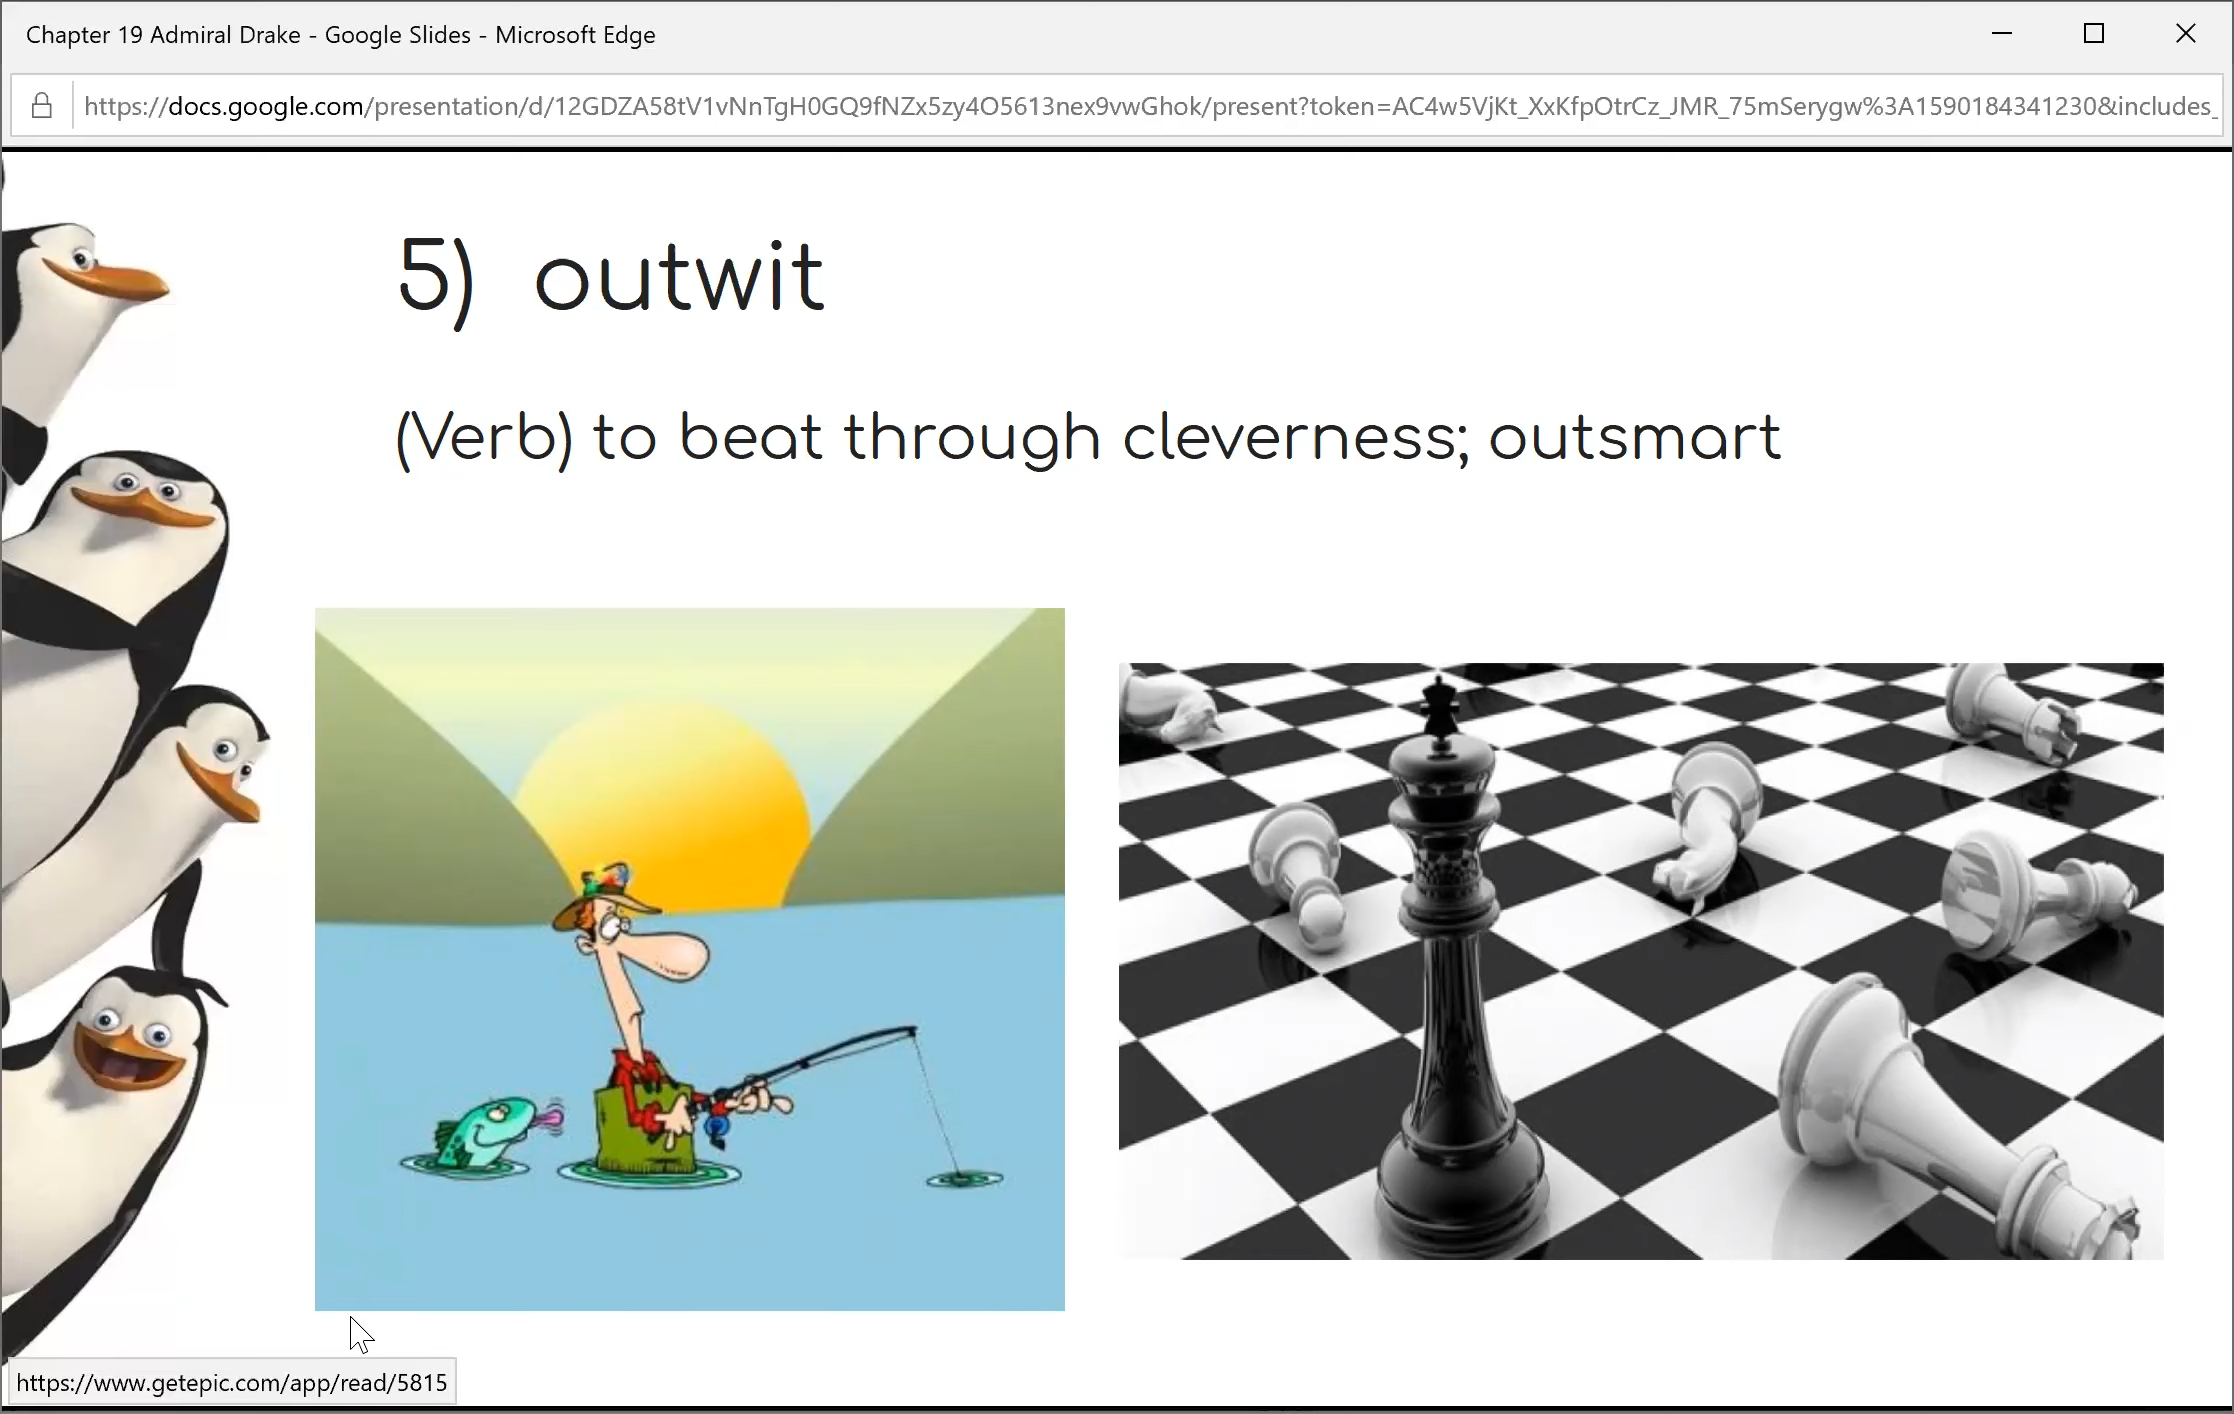 Chapter 19 Admiral Drake - Google Slides - Microsoft Edge
https://docs.google.com/presentation/d/12GDZA58tV1vNnTgH0GQ9fNZx5zy4O5613nex9vwGhok/present?token=AC4w5VjKt_XxKfpOtrCz_JMR_75mSerygw%3A1590184341230&includes_
5) outwit
(Verb) to beat through cleverness; outsmart
https://www.getepic.com/app/read/5815